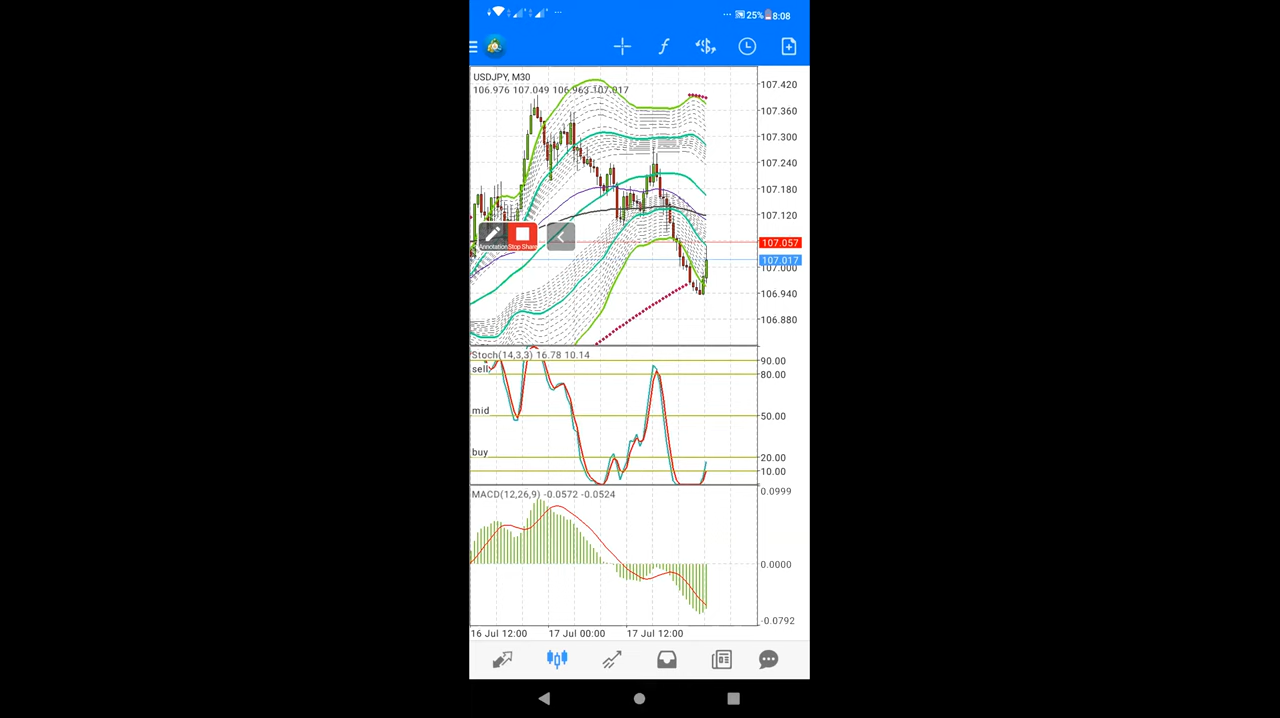 25% 8:08
USDJPY, M30
106.976 107.049 106.963 107.017
107.420
107.360
107.300
107.240
107.180
107.120
107.057
107.017
107.000
106.940
106.880
Annotation Stop Share
Stoch(14,3,3) 16.78 10.14
90.00
sell
80.00
mid
50.00
buy
20.00
10.00
MACD(12,26,9) -0.0572 -0.0524
0.0999
0.0000
-0.0792
16 Jul 12:00 17 Jul 00:00 17 Jul 12:00